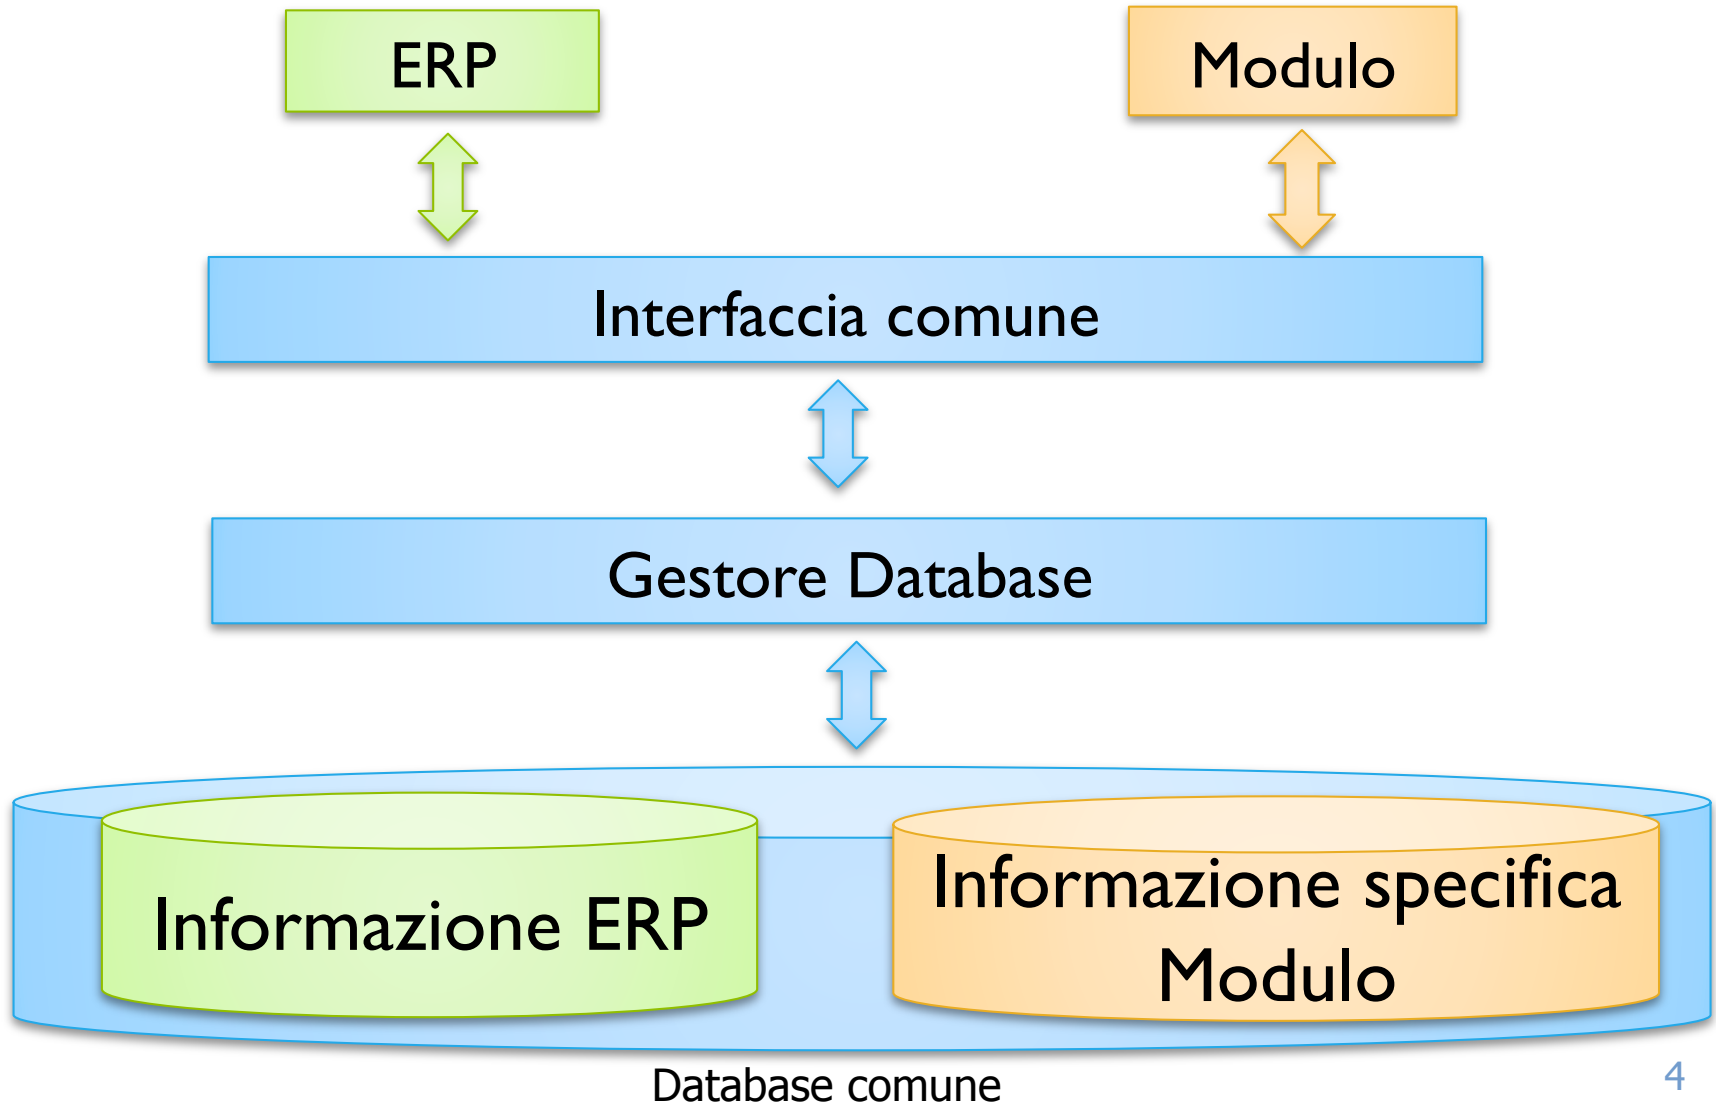 ERP
Modulo
Interfaccia comune
Gestore Database
Informazione ERP
Informazione specifica
Modulo
Database comune
4